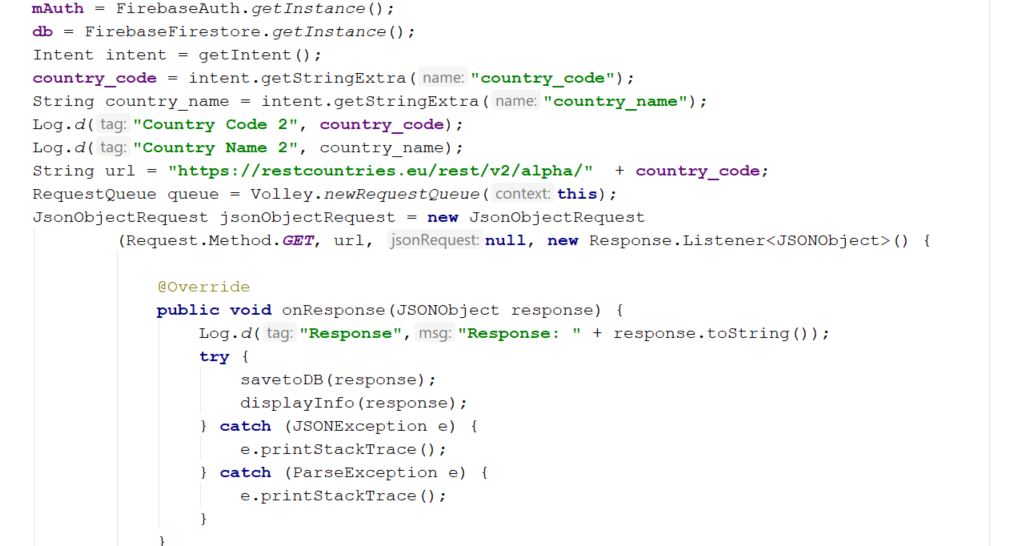 mAuth = FirebaseAuth.getInstance();
db = FirebaseFirestore.getInstance();
Intent intent = getIntent();
country_code = intent.getStringExtra( name: "country_code");
String country_name = intent.getStringExtra( name: "country_name");
Log.d( tag: "Country Code 2", country_code);
Log.d( tag: "Country Name 2", country_name);
String url = "https://restcountries.eu/rest/v2/alpha/" + country_code;
RequestQueue queue = Volley.newRequestQueue( context: this);
JsonObjectRequest jsonObjectRequest = new JsonObjectRequest
(Request.Method.GET, url, jsonRequest: null, new Response.Listener<JSONObject>() {
@Override
public void onResponse(JSONObject response) {
Log.d( tag: "Response", msg: "Response: " + response.toString());
try {
savetoDB(response);
displayInfo(response);
} catch (JSONException e) {
e.printStackTrace();
} catch (ParseException e) {
e.printStackTrace();
}
}